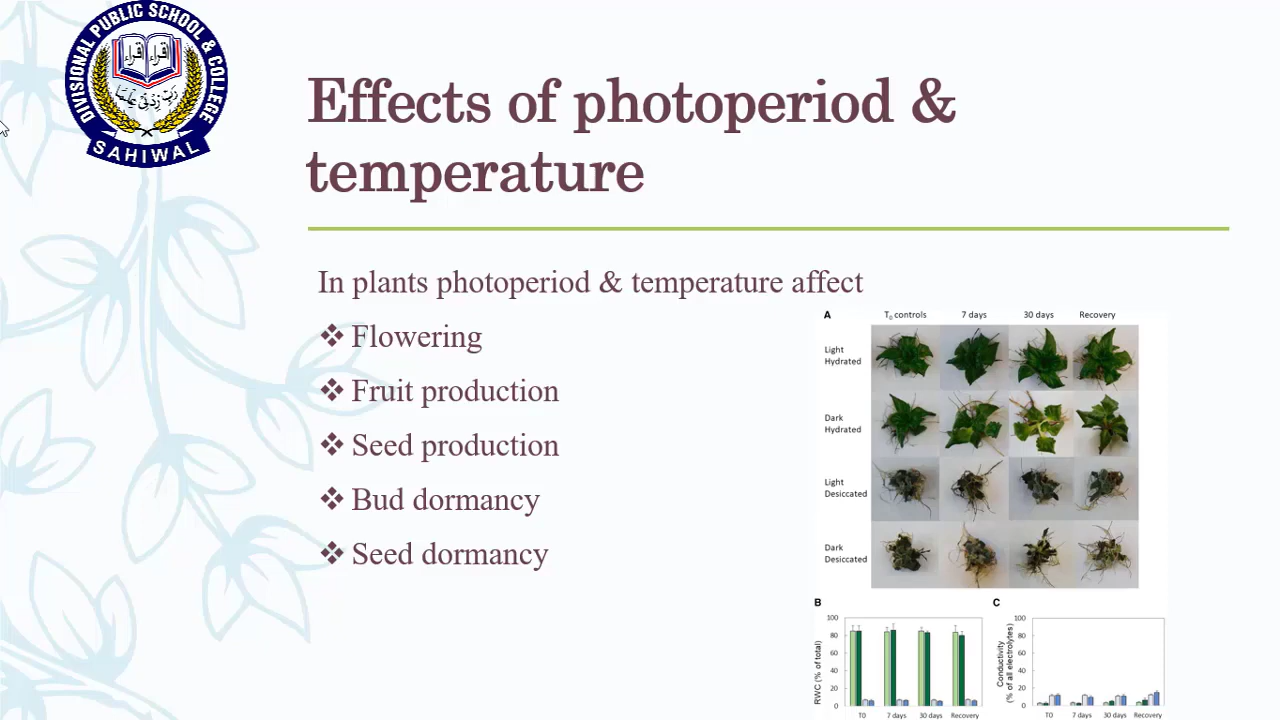 DIVISIONAL PUBLIC SCHOOL & COLLEGE
اقراء اقراء
رَبِّ زِدْنِي عِلْمًا
SAHIWAL
Effects of photoperiod &
temperature
In plants photoperiod & temperature affect
❖ Flowering
❖ Fruit production
❖ Seed production
❖ Bud dormancy
❖ Seed dormancy
A T0 controls 7 days 30 days Recovery
Light
Hydrated
Dark
Hydrated
Light
Desiccated
Dark
Desiccated
B
RWC (% of total)
100
80
60
40
20
0
T0 7 days 30 days Recovery
C
Conductivity
(% of all electrolytes)
100
80
60
40
20
0
T0 7 days 30 days Recovery